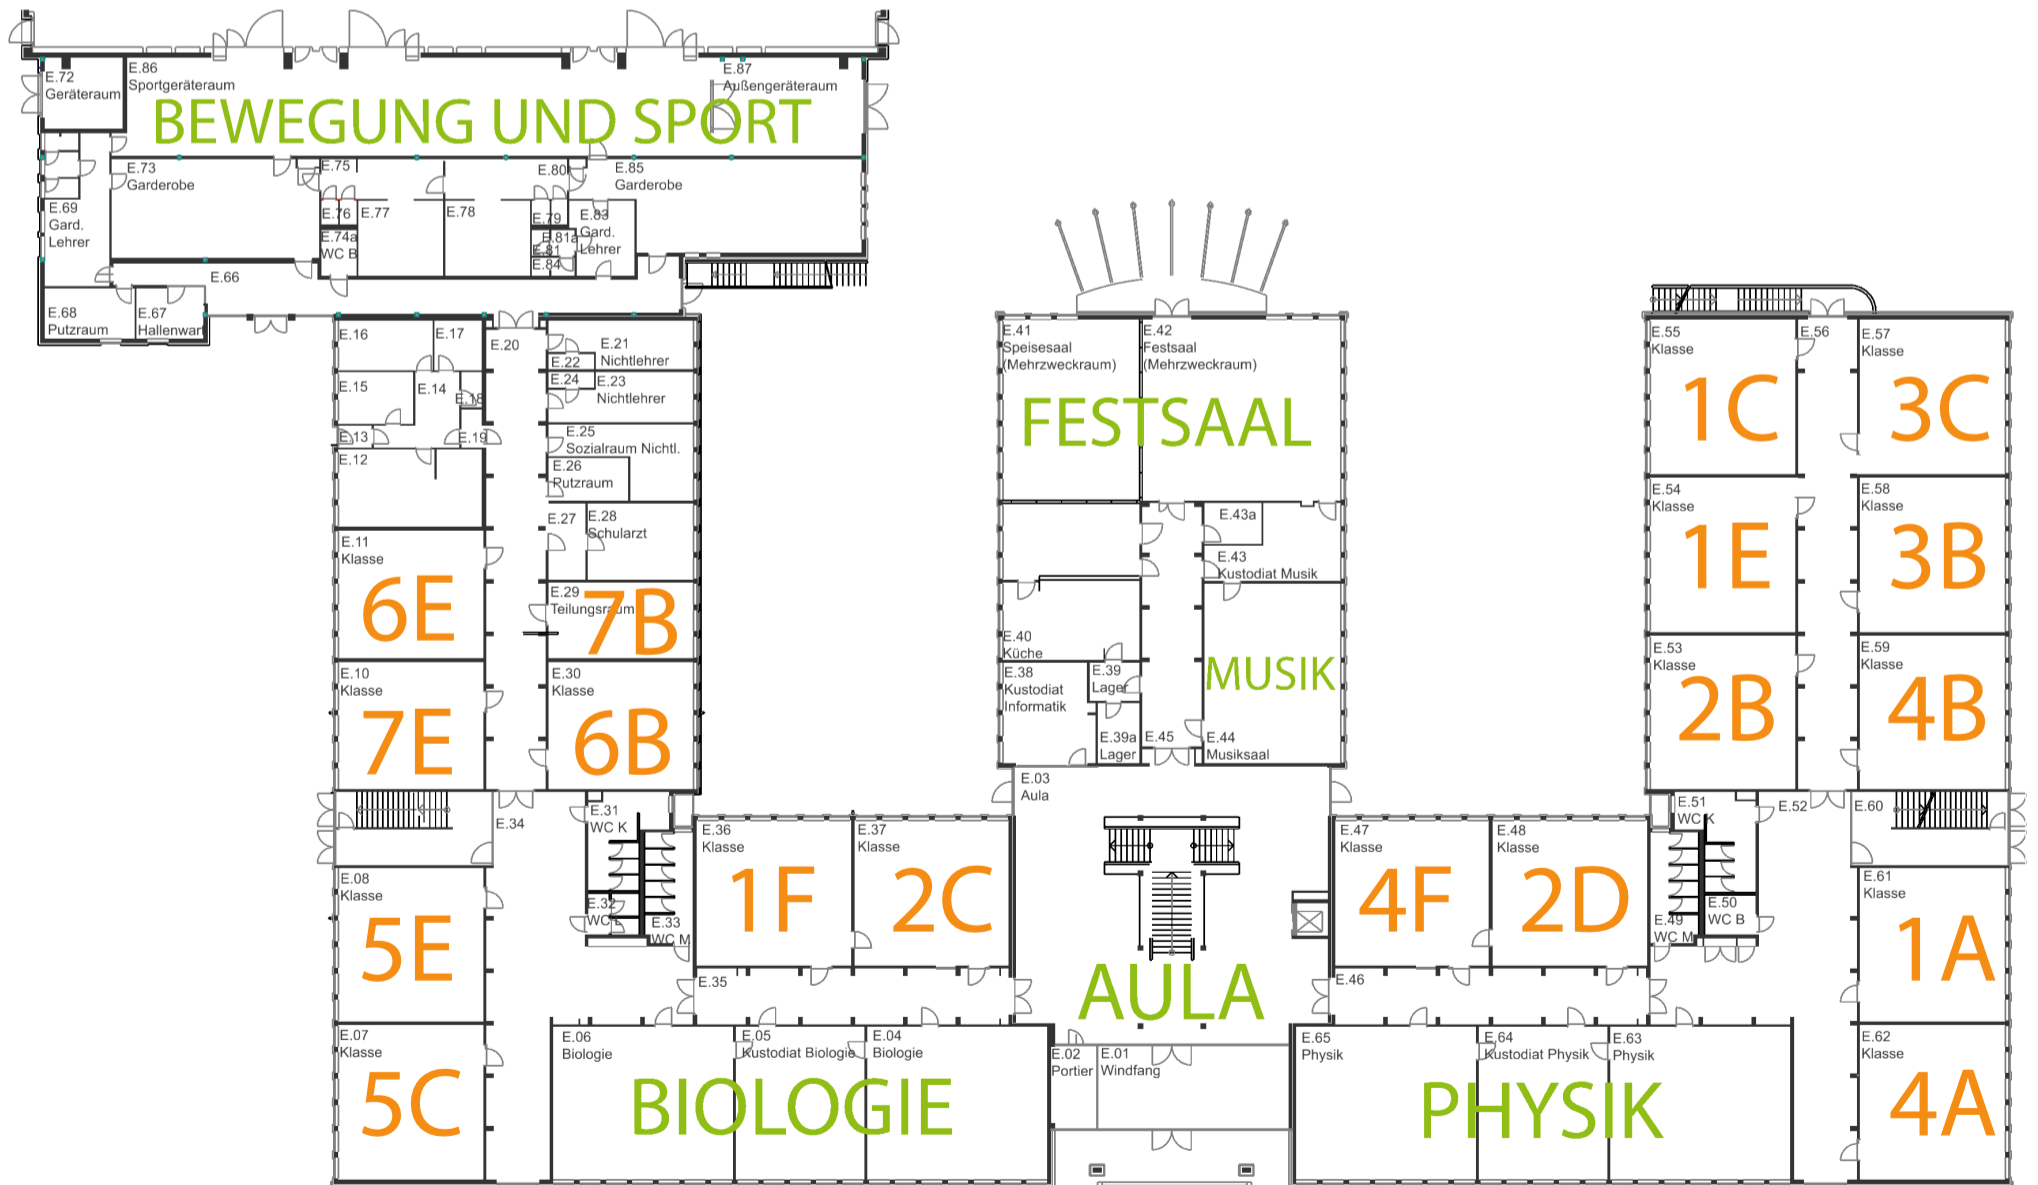 E.72
Geräteraum
E.86
Sportgeräteraum
E.87
Außengeräteraum
BEWEGUNG UND SPORT
E.73
Garderobe
E.75
E.76
E.77
E.78
E.74a
WC B
E.80
E.79
E.81a
E.81
E.84
E.83
Gard.
Lehrer
E.85
Garderobe
E.69
Gard.
Lehrer
E.66
E.68
Putzraum
E.67
Hallenwart
E.16
E.17
E.20
E.15
E.14
E.18
E.13
E.19
E.12
E.21
Nichtlehrer
E.22
E.24
E.23
Nichtlehrer
E.25
Sozialraum Nichtl.
E.26
Putzraum
E.27
E.28
Schularzt
E.11
Klasse
6E
E.29
Teilungsraum
7B
E.10
Klasse
7E
E.30
Klasse
6B
E.34
E.31
WC K
E.32
WC L
E.33
WC M
E.08
Klasse
5E
E.07
Klasse
5C
E.36
Klasse
1F
E.37
Klasse
2C
E.35
E.06
Biologie
E.05
Kustodiat Biologie
E.04
Biologie
BIOLOGIE
E.41
Speisesaal
(Mehrzweckraum)
E.42
Festsaal
(Mehrzweckraum)
FESTSAAL
E.43a
E.43
Kustodiat Musik
E.40
Küche
E.38
Kustodiat
Informatik
E.39
Lager
E.39a
Lager
E.45
MUSIK
E.44
Musiksaal
E.03
Aula
AULA
E.02
Portier
E.01
Windfang
E.47
Klasse
4F
E.48
Klasse
2D
E.46
E.65
Physik
E.64
Kustodiat Physik
E.63
Physik
PHYSIK
E.55
Klasse
1C
E.56
E.57
Klasse
3C
E.54
Klasse
1E
E.58
Klasse
3B
E.53
Klasse
2B
E.59
Klasse
4B
E.51
WC K
E.52
E.60
E.50
WC B
E.49
WC M
E.61
Klasse
1A
E.62
Klasse
4A